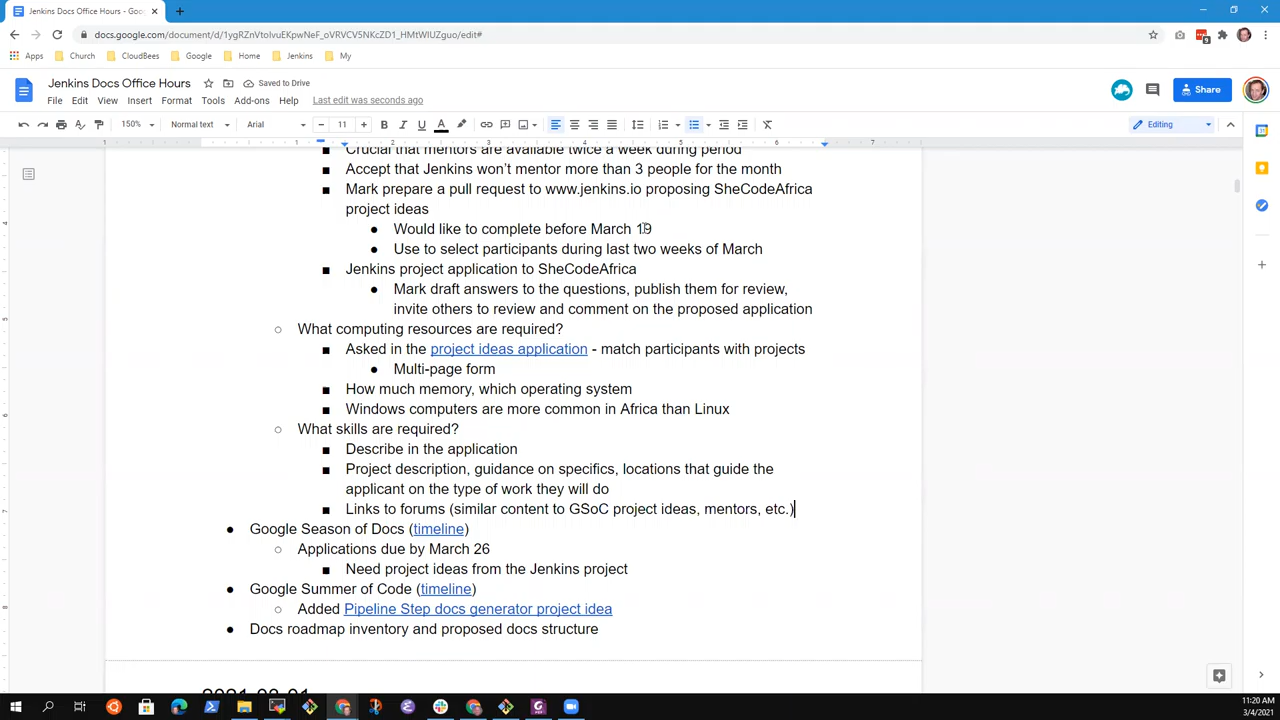 Jenkins Docs Office Hours - Goo
docs.google.com/document/d/1ygRZnVtoIvuEKpwNeF_oVRVCV5NKcZD1_HMtWIUZguo/edit#
Apps Church CloudBees Google Home Jenkins My
Jenkins Docs Office Hours Saved to Drive
File Edit View Insert Format Tools Add-ons Help Last edit was seconds ago
Share
150% Normal text Arial 11 Editing
Crucial that mentors are available twice a week during period
Accept that Jenkins won't mentor more than 3 people for the month
Mark prepare a pull request to www.jenkins.io proposing SheCodeAfrica
project ideas
Would like to complete before March 19
Use to select participants during last two weeks of March
Jenkins project application to SheCodeAfrica
Mark draft answers to the questions, publish them for review,
invite others to review and comment on the proposed application
What computing resources are required?
Asked in the project ideas application - match participants with projects
Multi-page form
How much memory, which operating system
Windows computers are more common in Africa than Linux
What skills are required?
Describe in the application
Project description, guidance on specifics, locations that guide the
applicant on the type of work they will do
Links to forums (similar content to GSoC project ideas, mentors, etc.)
Google Season of Docs (timeline)
Applications due by March 26
Need project ideas from the Jenkins project
Google Summer of Code (timeline)
Added Pipeline Step docs generator project idea
Docs roadmap inventory and proposed docs structure
2021-03-01
11:20 AM
3/4/2021